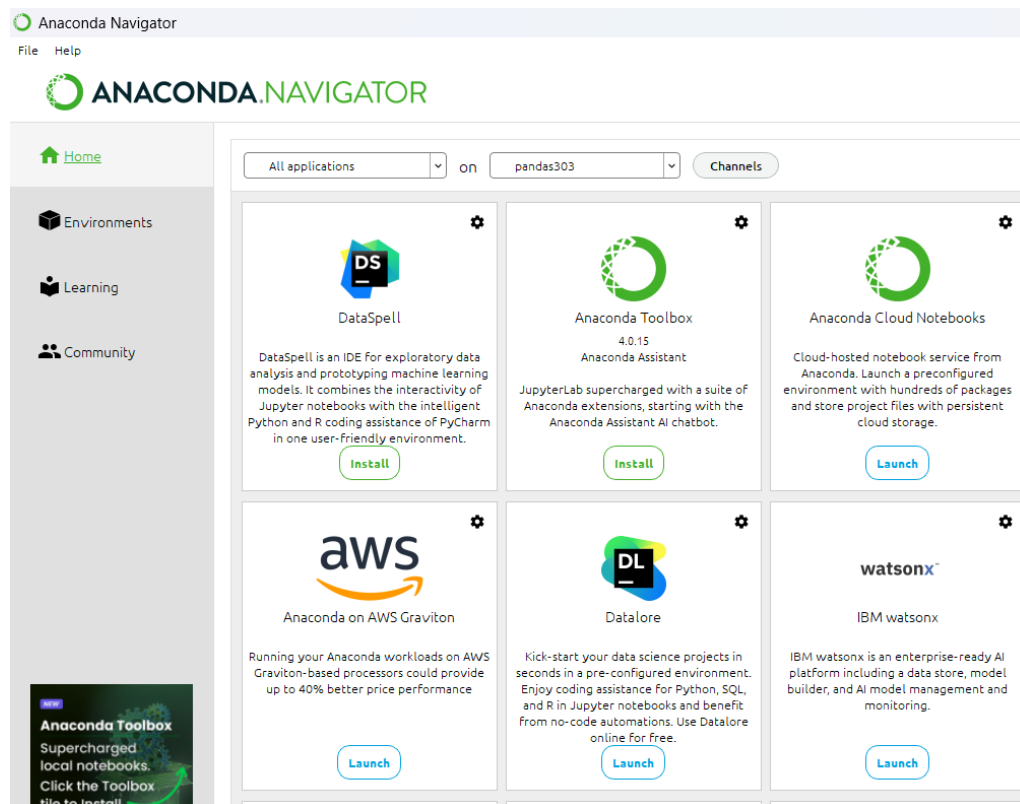 Anaconda Navigator
File Help
ANACONDA.NAVIGATOR
Home
Environments
Learning
Community
NEW
Anaconda Toolbox
Supercharged
local notebooks.
Click the Toolbox
tile to Install
All applications on pandas303 Channels
DS
DataSpell
DataSpell is an IDE for exploratory data
analysis and prototyping machine learning
models. It combines the interactivity of
Jupyter notebooks with the intelligent
Python and R coding assistance of PyCharm
in one user-friendly environment.
Install
Anaconda Toolbox
4.0.15
Anaconda Assistant
JupyterLab supercharged with a suite of
Anaconda extensions, starting with the
Anaconda Assistant AI chatbot.
Install
Anaconda Cloud Notebooks
Cloud-hosted notebook service from
Anaconda. Launch a preconfigured
environment with hundreds of packages
and store project files with persistent
cloud storage.
Launch
aws
Anaconda on AWS Graviton
Running your Anaconda workloads on AWS
Graviton-based processors could provide
up to 40% better price performance
Launch
DL
Datalore
Kick-start your data science projects in
seconds in a pre-configured environment.
Enjoy coding assistance for Python, SQL,
and R in Jupyter notebooks and benefit
from no-code automations. Use Datalore
online for free.
Launch
watsonx™
IBM watsonx
IBM watsonx is an enterprise-ready AI
platform including a data store, model
builder, and AI model management and
monitoring.
Launch